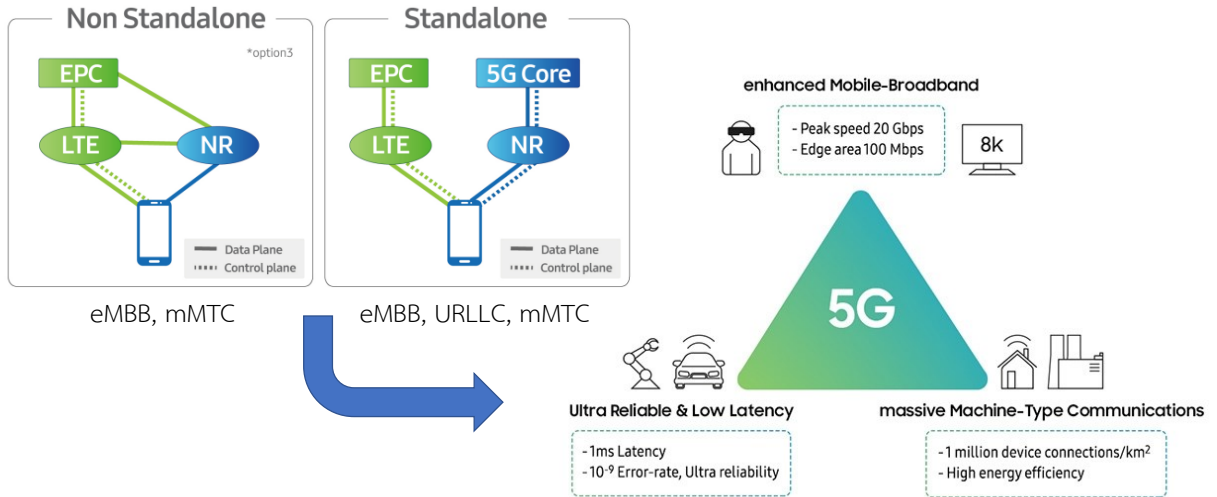 Non Standalone
*option3
EPC
LTE
NR
Data Plane
Control plane
eMBB, mMTC
Standalone
EPC
5G Core
LTE
NR
Data Plane
Control plane
eMBB, URLLC, mMTC
enhanced Mobile-Broadband
- Peak speed 20 Gbps
- Edge area 100 Mbps
8k
5G
Ultra Reliable & Low Latency
- 1ms Latency
- 10⁻⁹ Error-rate, Ultra reliability
massive Machine-Type Communications
- 1 million device connections/km²
- High energy efficiency